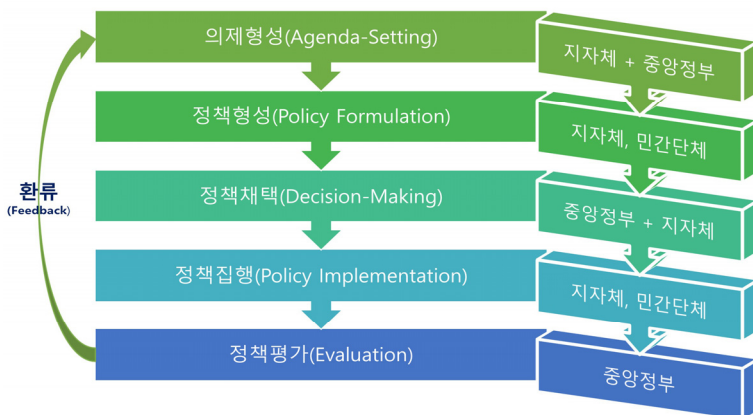 의제형성(Agenda-Setting)
지자체 + 중앙정부
정책형성(Policy Formulation)
지자체, 민간단체
환류
(Feedback)
정책채택(Decision-Making)
중앙정부 + 지자체
정책집행(Policy Implementation)
지자체, 민간단체
정책평가(Evaluation)
중앙정부